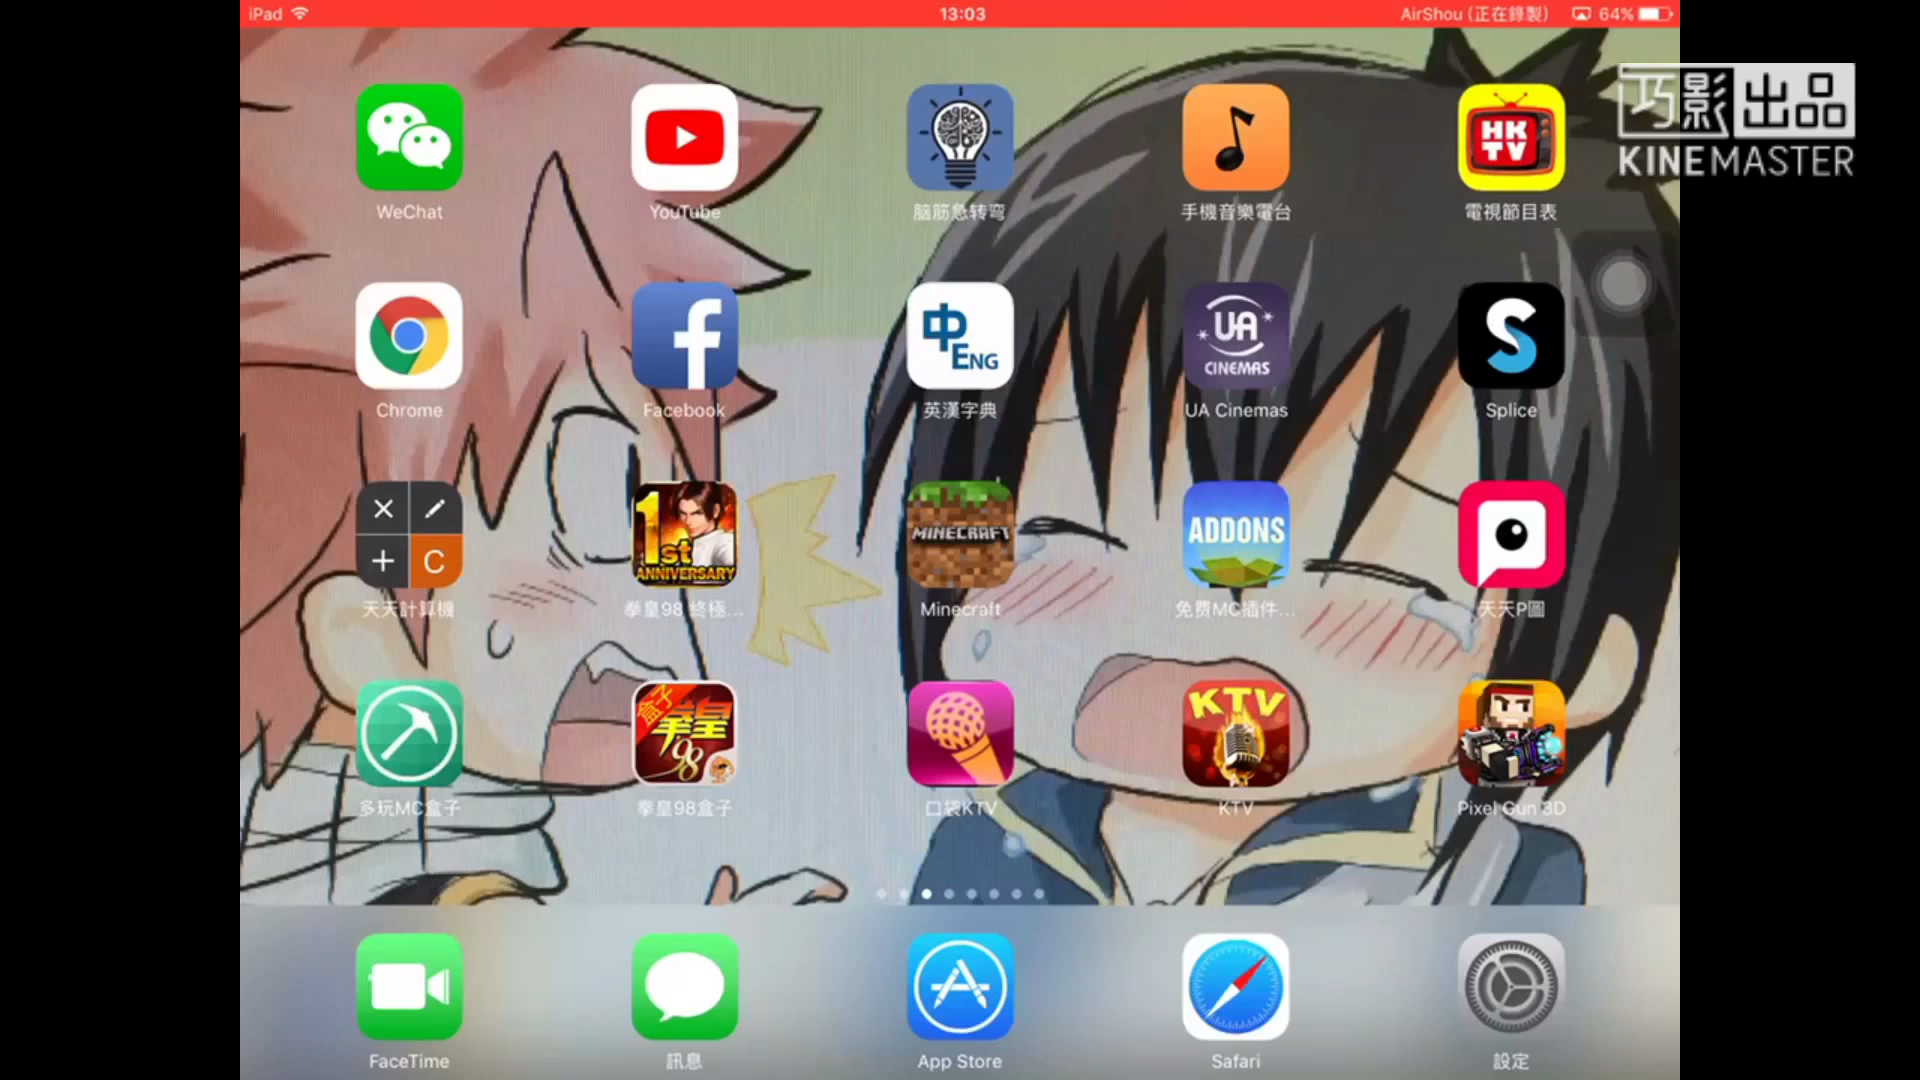 iPad
13:03
AirShou (正在錄製)
64%
巧影出品
KINEMASTER
HK
TV
WeChat
YouTube
脑筋急转弯
手機音樂電台
電視節目表
中
ENG
UA
CINEMAS
Chrome
Facebook
英漢字典
UA Cinemas
Splice
C
1st
ANNIVERSARY
MINECRAFT
ADDONS
天天計算機
拳皇98 終極...
Minecraft
免费MC插件...
天天P圖
盒子
拳皇
98
KTV
多玩MC盒子
拳皇98盒子
口袋KTV
KTV
Pixel Gun 3D
FaceTime
訊息
App Store
Safari
設定